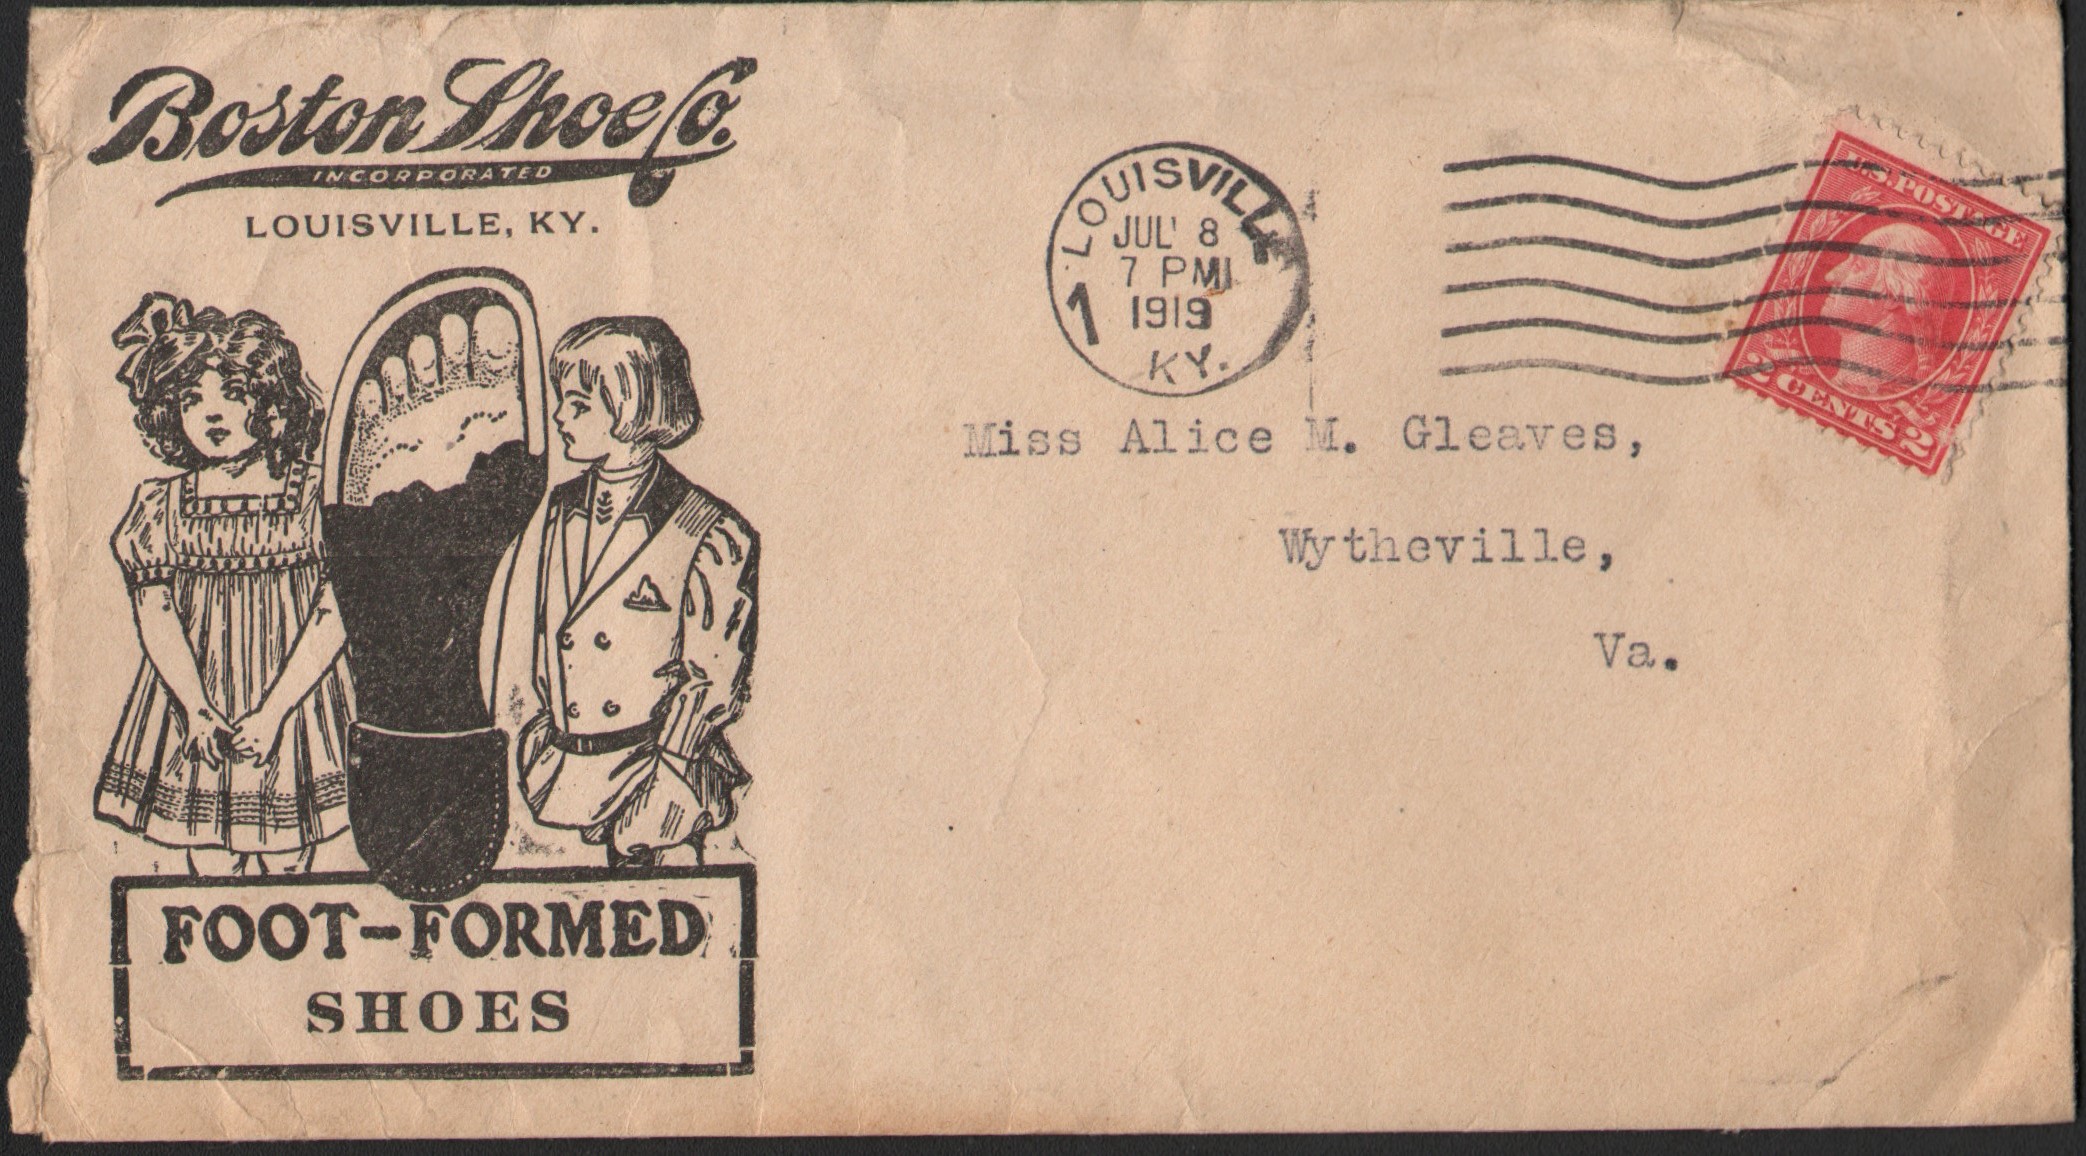 Boston Shoe Co.
INCORPORATED
LOUISVILLE, KY.
FOOT-FORMED
SHOES
LOUISVILLE
JUL 8
7 PM
1919
1
KY.
U.S. POSTAGE
2 CENTS 2
Miss Alice M. Gleaves,
Wytheville,
Va.